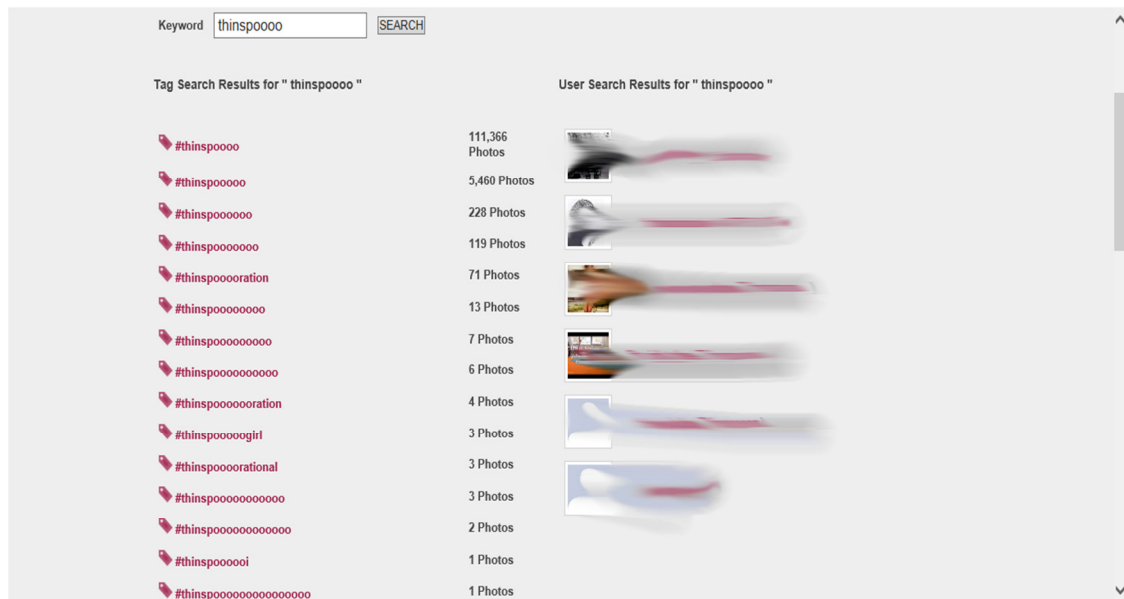 Keyword thinspoooo SEARCH
Tag Search Results for " thinspoooo "
User Search Results for " thinspoooo "
#thinspoooo 111,366
Photos
#thinspooooo 5,460 Photos
#thinspoooooo 228 Photos
#thinspooooooo 119 Photos
#thinspooooration 71 Photos
#thinspoooooooo 13 Photos
#thinspooooooooo 7 Photos
#thinspoooooooooo 6 Photos
#thinspooooooration 4 Photos
#thinspooooogirl 3 Photos
#thinspoooorational 3 Photos
#thinspooooooooooo 3 Photos
#thinspoooooooooooo 2 Photos
#thinspoooooi 1 Photos
#thinspooooooooooooooo 1 Photos